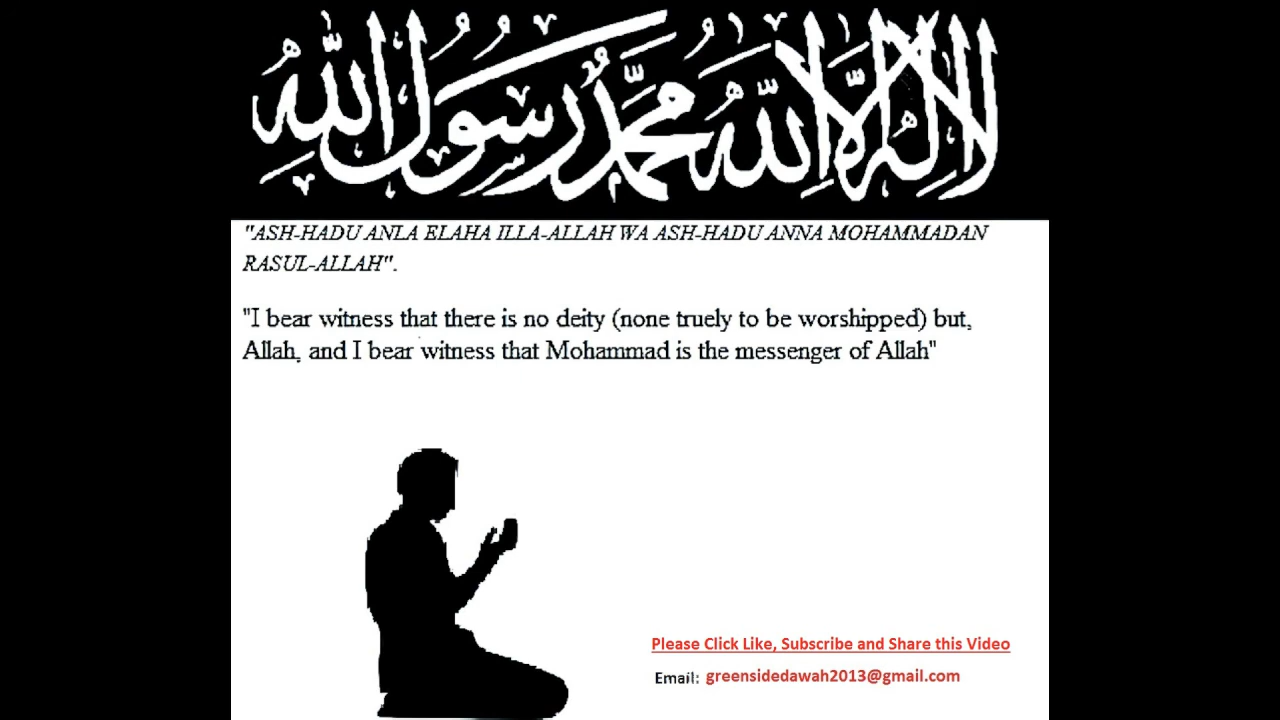 لا إله إلا الله محمد رسول الله
"ASH-HADU ANLA ELAHA ILLA-ALLAH WA ASH-HADU ANNA MOHAMMADAN
RASUL-ALLAH".
"I bear witness that there is no deity (none truely to be worshipped) but,
Allah, and I bear witness that Mohammad is the messenger of Allah"
Please Click Like, Subscribe and Share this Video
Email: greensidedawah2013@gmail.com